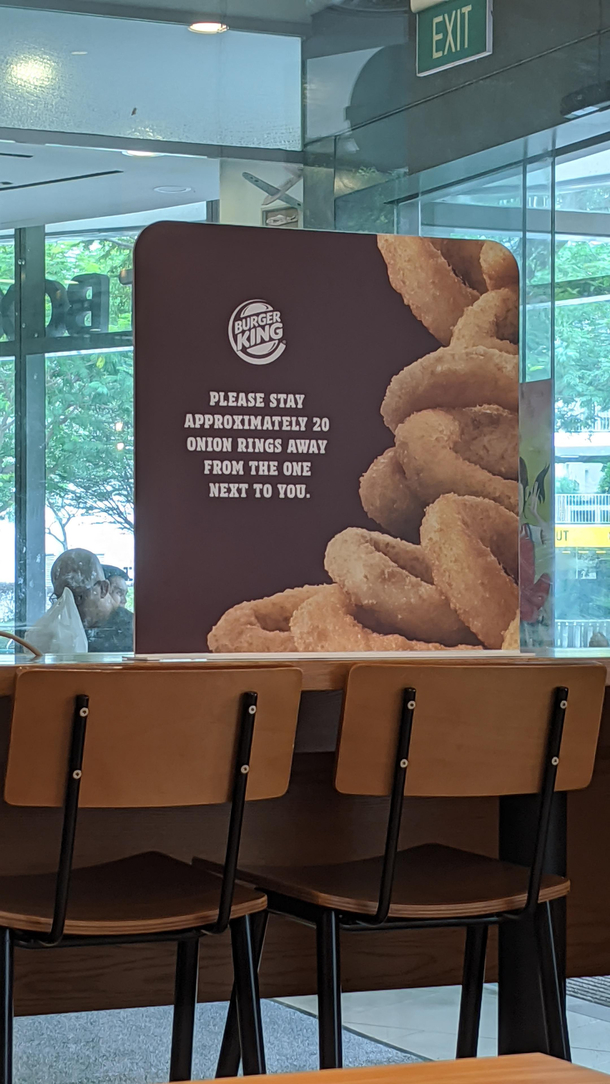 EXIT
BURGER
KING
PLEASE STAY
APPROXIMATELY 20
ONION RINGS AWAY
FROM THE ONE
NEXT TO YOU.